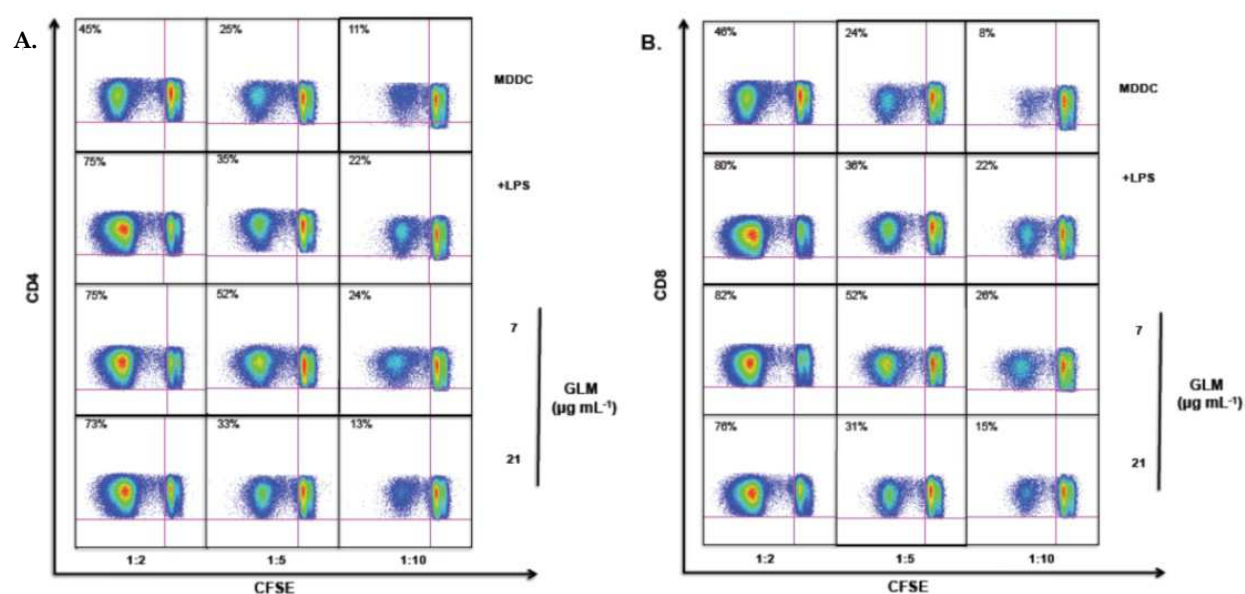 A.
45% 25% 11%
MDDC
75% 35% 22%
+LPS
75% 52% 24%
7
73% 33% 13%
21
GLM
(µg mL⁻¹)
CD4
1:2 1:5 1:10
CFSE
B.
46% 24% 8%
MDDC
80% 36% 22%
+LPS
82% 52% 26%
7
76% 31% 15%
21
GLM
(µg mL⁻¹)
CD8
1:2 1:5 1:10
CFSE